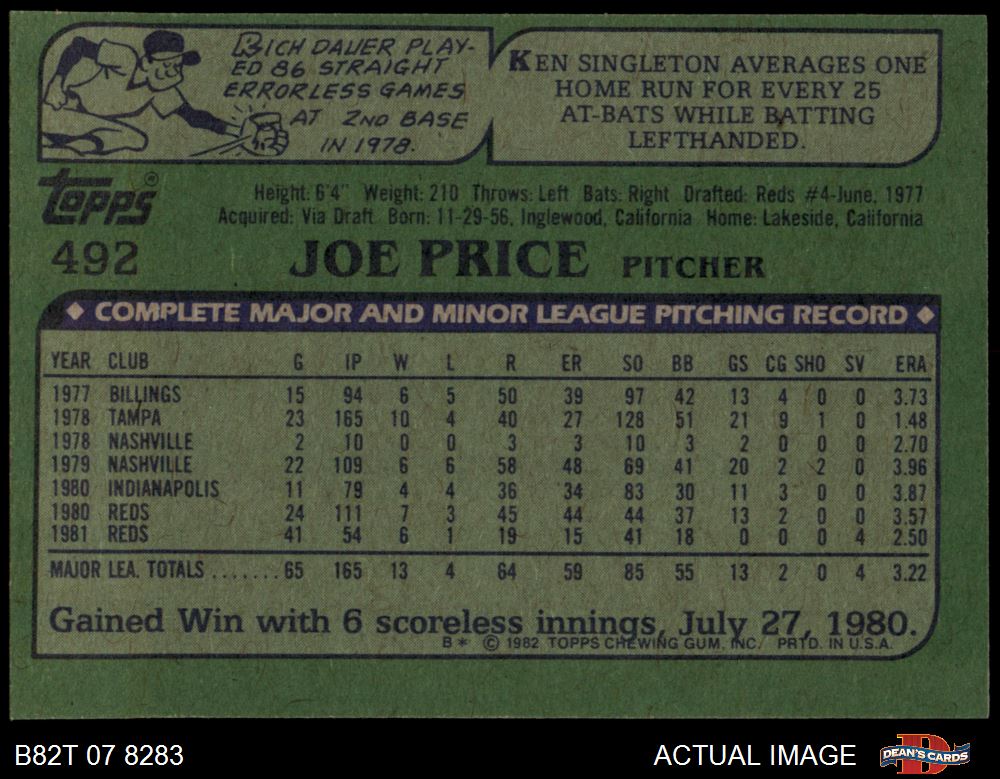 RICH DAUER PLAY-
ED 86 STRAIGHT
ERRORLESS GAMES
AT 2ND BASE
IN 1978.
KEN SINGLETON AVERAGES ONE
HOME RUN FOR EVERY 25
AT-BATS WHILE BATTING
LEFTHANDED.
Topps®
Height: 6'4" Weight: 210 Throws: Left Bats: Right Drafted: Reds #4-June, 1977
Acquired: Via Draft Born: 11-29-56, Inglewood, California Home: Lakeside, California
492 JOE PRICE PITCHER
◆ COMPLETE MAJOR AND MINOR LEAGUE PITCHING RECORD ◆
YEAR CLUB G IP W L R ER SO BB GS CG SHO SV ERA
1977 BILLINGS 15 94 6 5 50 39 97 42 13 4 0 0 3.73
1978 TAMPA 23 165 10 4 40 27 128 51 21 9 1 0 1.48
1978 NASHVILLE 2 10 0 0 3 3 10 3 2 0 0 0 2.70
1979 NASHVILLE 22 109 6 6 58 48 69 41 20 2 2 0 3.96
1980 INDIANAPOLIS 11 79 4 4 36 34 83 30 11 3 0 0 3.87
1980 REDS 24 111 7 3 45 44 44 37 13 2 0 0 3.57
1981 REDS 41 54 6 1 19 15 41 18 0 0 0 4 2.50
MAJOR LEA. TOTALS ....... 65 165 13 4 64 59 85 55 13 2 0 4 3.22
Gained Win with 6 scoreless innings, July 27, 1980.
B* © 1982 TOPPS CHEWING GUM, INC. PRTD. IN U.S.A.
B82T 07 8283
ACTUAL IMAGE
DEAN'S CARDS